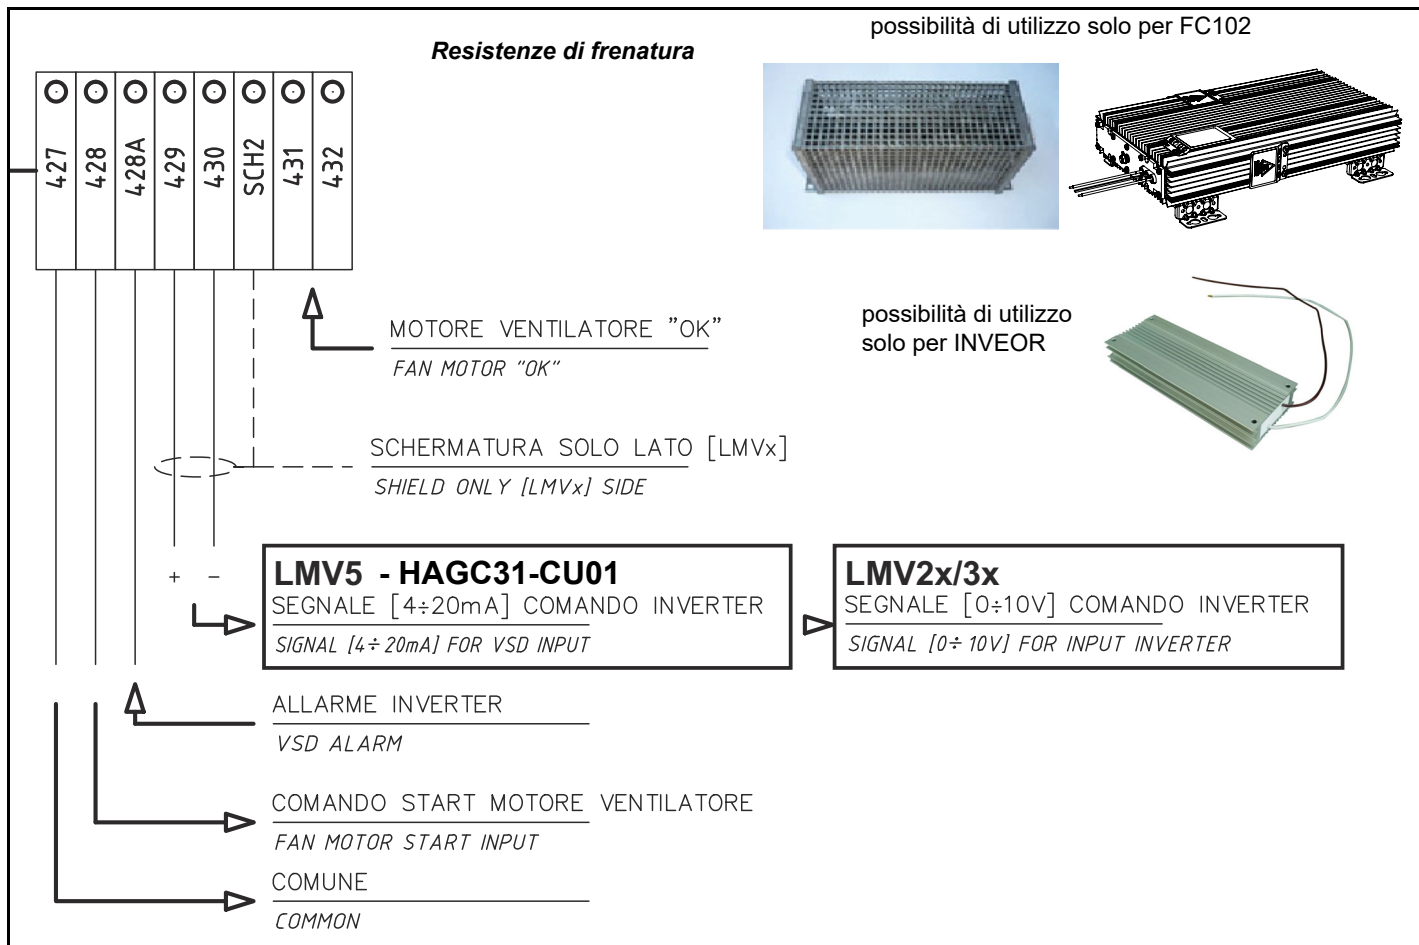 possibilità di utilizzo solo per FC102
Resistenze di frenatura
427
428
428A
429
430
SCH2
431
432
possibilità di utilizzo
solo per INVEOR
MOTORE VENTILATORE "OK"
FAN MOTOR "OK"
SCHERMATURA SOLO LATO [LMVx]
SHIELD ONLY [LMVx] SIDE
+ −
LMV5 - HAGC31-CU01
SEGNALE [4÷20mA] COMANDO INVERTER
SIGNAL [4÷20mA] FOR VSD INPUT
LMV2x/3x
SEGNALE [0÷10V] COMANDO INVERTER
SIGNAL [0÷10V] FOR INPUT INVERTER
ALLARME INVERTER
VSD ALARM
COMANDO START MOTORE VENTILATORE
FAN MOTOR START INPUT
COMUNE
COMMON